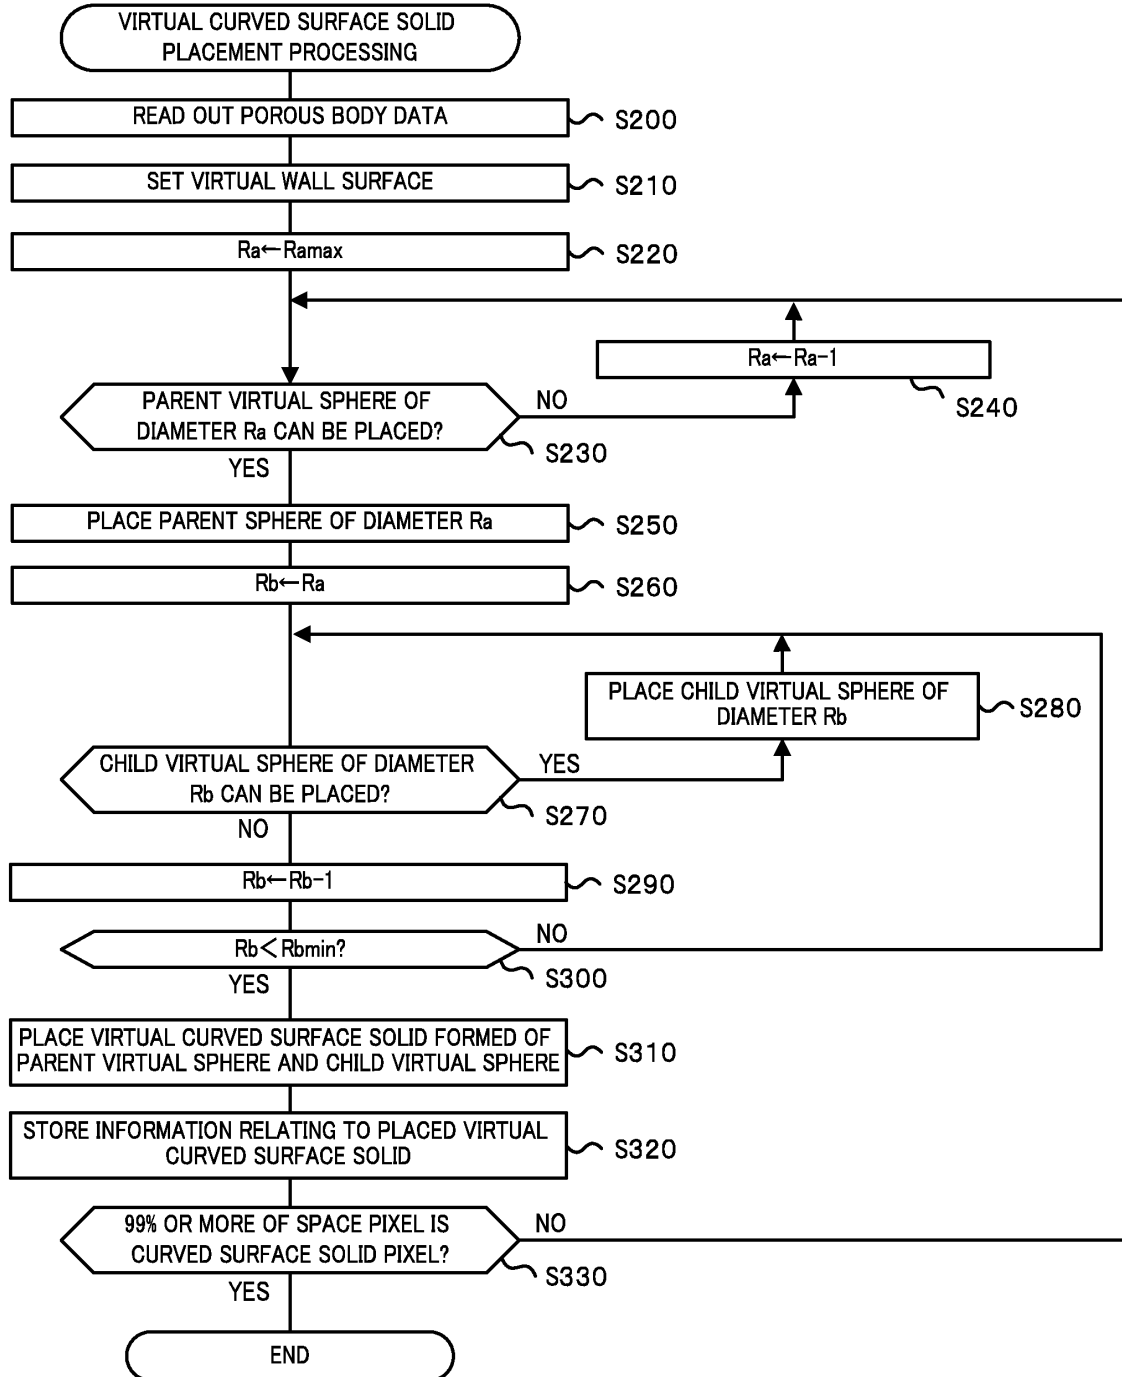 VIRTUAL CURVED SURFACE SOLID
PLACEMENT PROCESSING
READ OUT POROUS BODY DATA
S200
SET VIRTUAL WALL SURFACE
S210
Ra←Ramax
S220
Ra←Ra-1
S240
PARENT VIRTUAL SPHERE OF
DIAMETER Ra CAN BE PLACED?
NO
S230
YES
PLACE PARENT SPHERE OF DIAMETER Ra
S250
Rb←Ra
S260
PLACE CHILD VIRTUAL SPHERE OF
DIAMETER Rb
S280
CHILD VIRTUAL SPHERE OF DIAMETER
Rb CAN BE PLACED?
YES
S270
NO
Rb←Rb-1
S290
Rb<Rbmin?
NO
S300
YES
PLACE VIRTUAL CURVED SURFACE SOLID FORMED OF
PARENT VIRTUAL SPHERE AND CHILD VIRTUAL SPHERE
S310
STORE INFORMATION RELATING TO PLACED VIRTUAL
CURVED SURFACE SOLID
S320
99% OR MORE OF SPACE PIXEL IS
CURVED SURFACE SOLID PIXEL?
NO
S330
YES
END